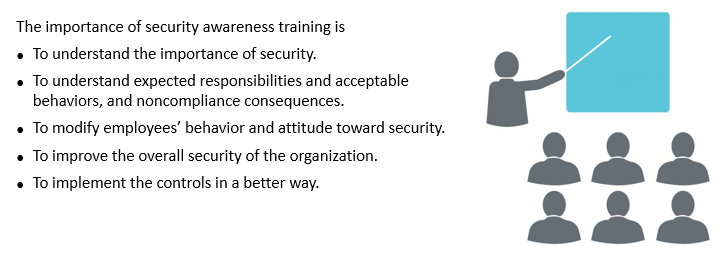 The importance of security awareness training is
• To understand the importance of security.
• To understand expected responsibilities and acceptable
behaviors, and noncompliance consequences.
• To modify employees’ behavior and attitude toward security.
• To improve the overall security of the organization.
• To implement the controls in a better way.